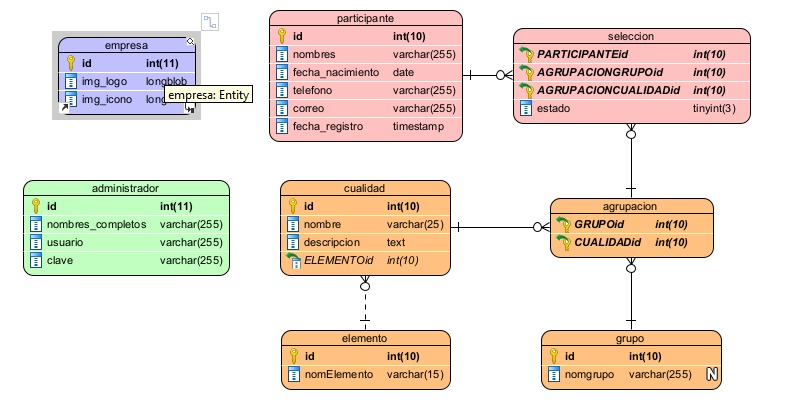 empresa
id int(11)
img_logo longblob
img_icono long
empresa: Entity
participante
id int(10)
nombres varchar(255)
fecha_nacimiento date
telefono varchar(255)
correo varchar(255)
fecha_registro timestamp
seleccion
PARTICIPANTEid int(10)
AGRUPACIONGRUPOid int(10)
AGRUPACIONCUALIDADid int(10)
estado tinyint(3)
administrador
id int(11)
nombres_completos varchar(255)
usuario varchar(255)
clave varchar(255)
cualidad
id int(10)
nombre varchar(25)
descripcion text
ELEMENTOid int(10)
agrupacion
GRUPOid int(10)
CUALIDADid int(10)
elemento
id int(10)
nomElemento varchar(15)
grupo
id int(10)
nomgrupo varchar(255) N